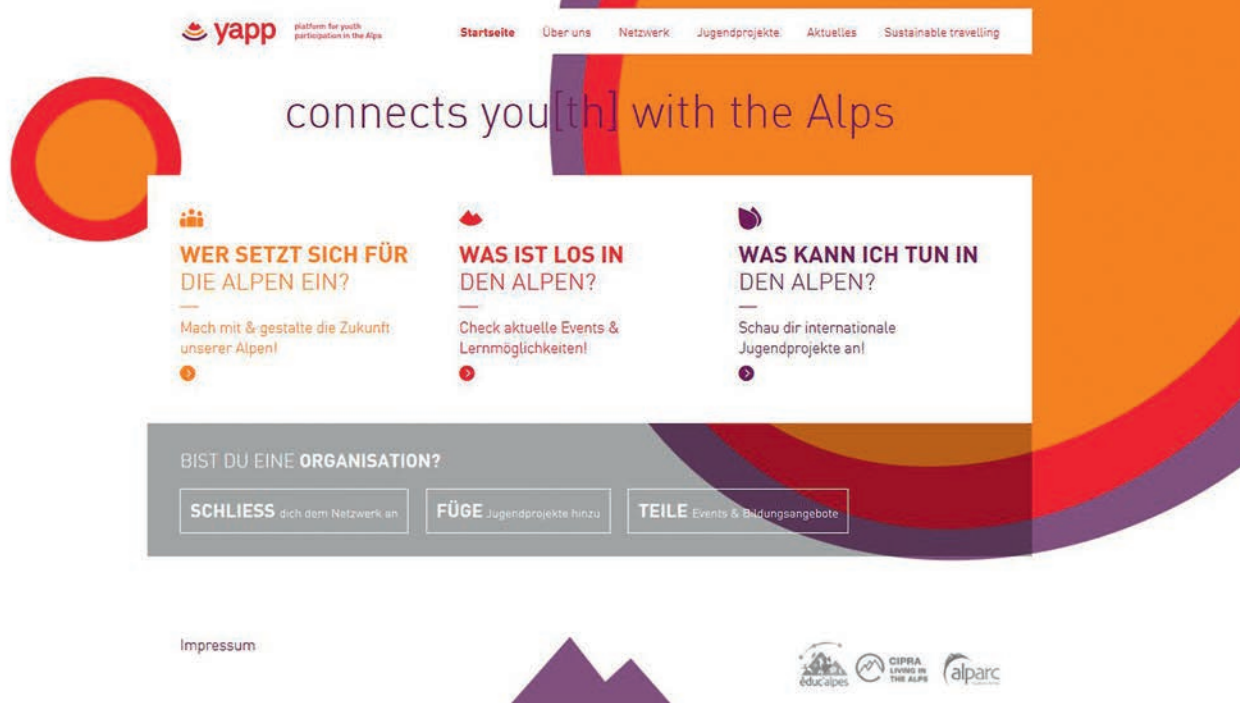 yapp
platform for youth
participation in the Alps
Startseite Über uns Netzwerk Jugendprojekte Aktuelles Sustainable travelling
connects you[th] with the Alps
WER SETZT SICH FÜR
DIE ALPEN EIN?
Mach mit & gestalte die Zukunft
unserer Alpen!
WAS IST LOS IN
DEN ALPEN?
Check aktuelle Events &
Lernmöglichkeiten!
WAS KANN ICH TUN IN
DEN ALPEN?
Schau dir internationale
Jugendprojekte an!
BIST DU EINE ORGANISATION?
SCHLIESS dich dem Netzwerk an
FÜGE Jugendprojekte hinzu
TEILE Events & Bildungsangebote
Impressum
éducalpes
CIPRA
LIVING IN
THE ALPS
alparc